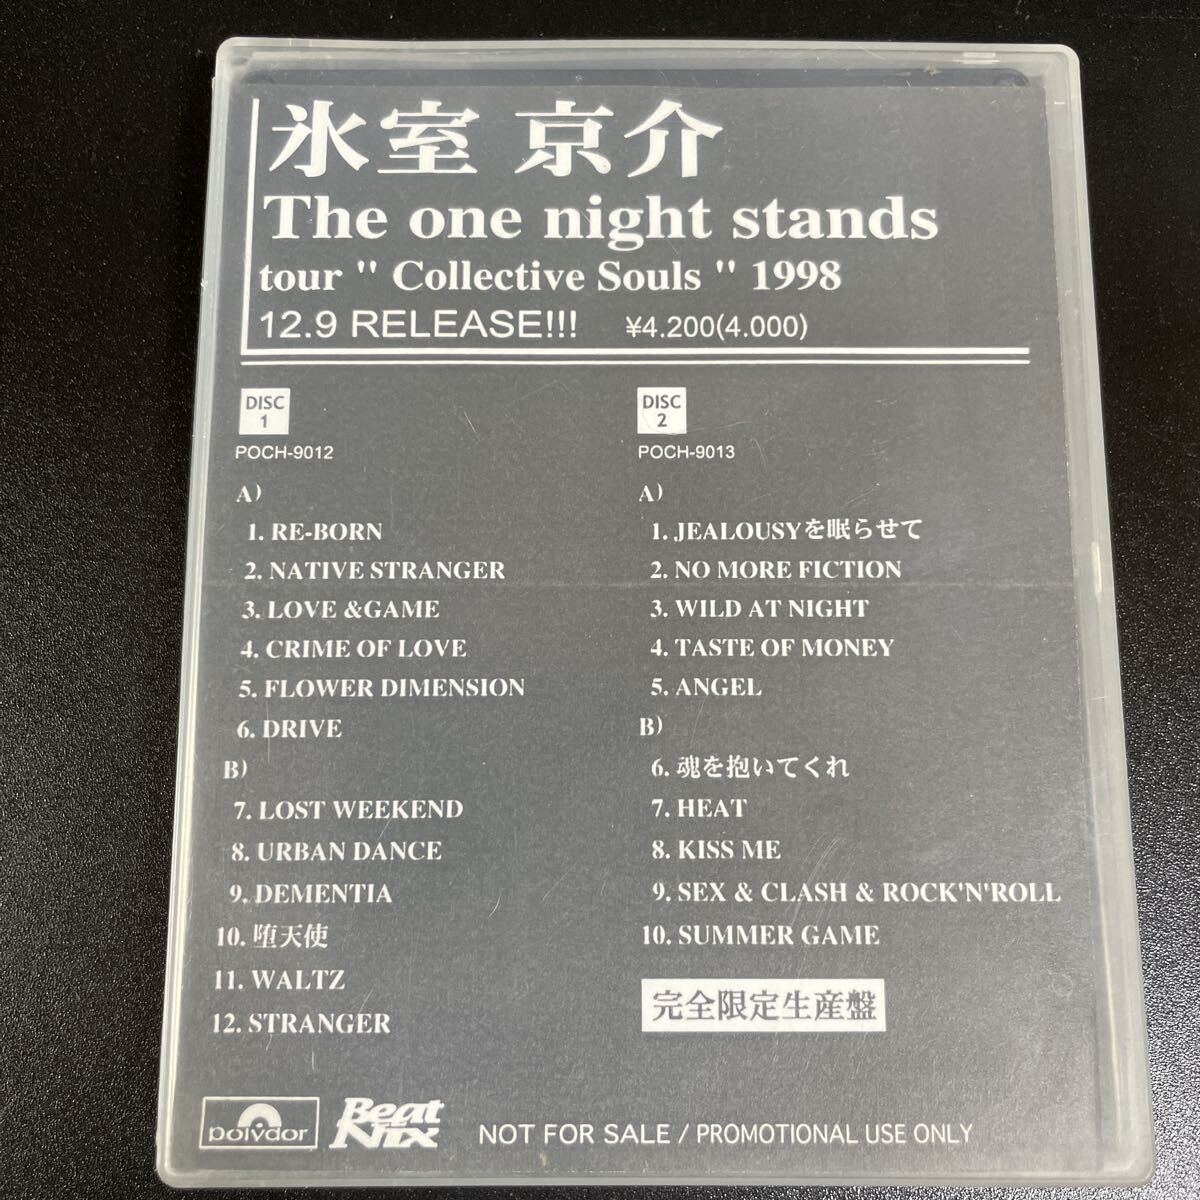 氷室 京介
The one night stands
tour " Collective Souls " 1998
12.9 RELEASE!!! ¥4.200(4.000)
DISC
1
POCH-9012
A)
1. RE-BORN
2. NATIVE STRANGER
3. LOVE &GAME
4. CRIME OF LOVE
5. FLOWER DIMENSION
6. DRIVE
B)
7. LOST WEEKEND
8. URBAN DANCE
9. DEMENTIA
10. 堕天使
11. WALTZ
12. STRANGER
DISC
2
POCH-9013
A)
1. JEALOUSYを眠らせて
2. NO MORE FICTION
3. WILD AT NIGHT
4. TASTE OF MONEY
5. ANGEL
B)
6. 魂を抱いてくれ
7. HEAT
8. KISS ME
9. SEX & CLASH & ROCK'N'ROLL
10. SUMMER GAME
完全限定生産盤
polydor
Beat
Knix
NOT FOR SALE / PROMOTIONAL USE ONLY